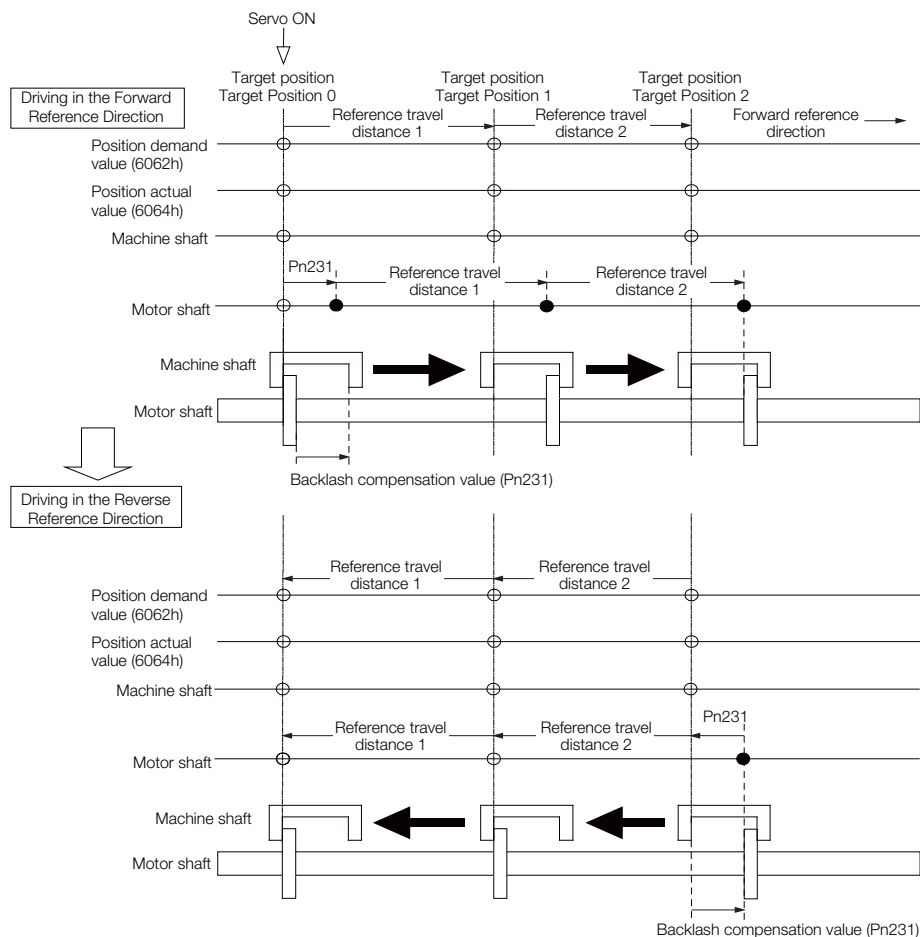 Servo ON
Target position
Target Position 0
Target position
Target Position 1
Target position
Target Position 2
Driving in the Forward
Reference Direction
Reference travel
distance 1
Reference travel
distance 2
Forward reference
direction
Position demand
value (6062h)
Position actual
value (6064h)
Machine shaft
Pn231
Reference travel
distance 1
Reference travel
distance 2
Motor shaft
Machine shaft
Motor shaft
Backlash compensation value (Pn231)
Driving in the Reverse
Reference Direction
Reference travel
distance 1
Reference travel
distance 2
Position demand
value (6062h)
Position actual
value (6064h)
Machine shaft
Reference travel
distance 1
Reference travel
distance 2
Pn231
Motor shaft
Machine shaft
Motor shaft
Backlash compensation value (Pn231)